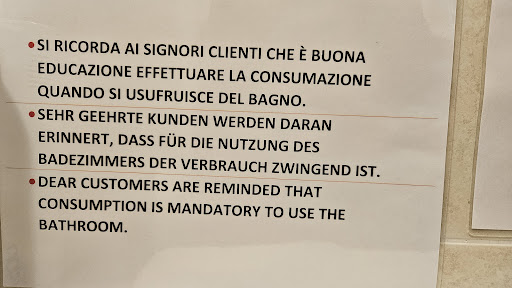 • SI RICORDA AI SIGNORI CLIENTI CHE È BUONA
EDUCAZIONE EFFETTUARE LA CONSUMAZIONE
QUANDO SI USUFRUISCE DEL BAGNO.
• SEHR GEEHRTE KUNDEN WERDEN DARAN
ERINNERT, DASS FÜR DIE NUTZUNG DES
BADEZIMMERS DER VERBRAUCH ZWINGEND IST.
• DEAR CUSTOMERS ARE REMINDED THAT
CONSUMPTION IS MANDATORY TO USE THE
BATHROOM.